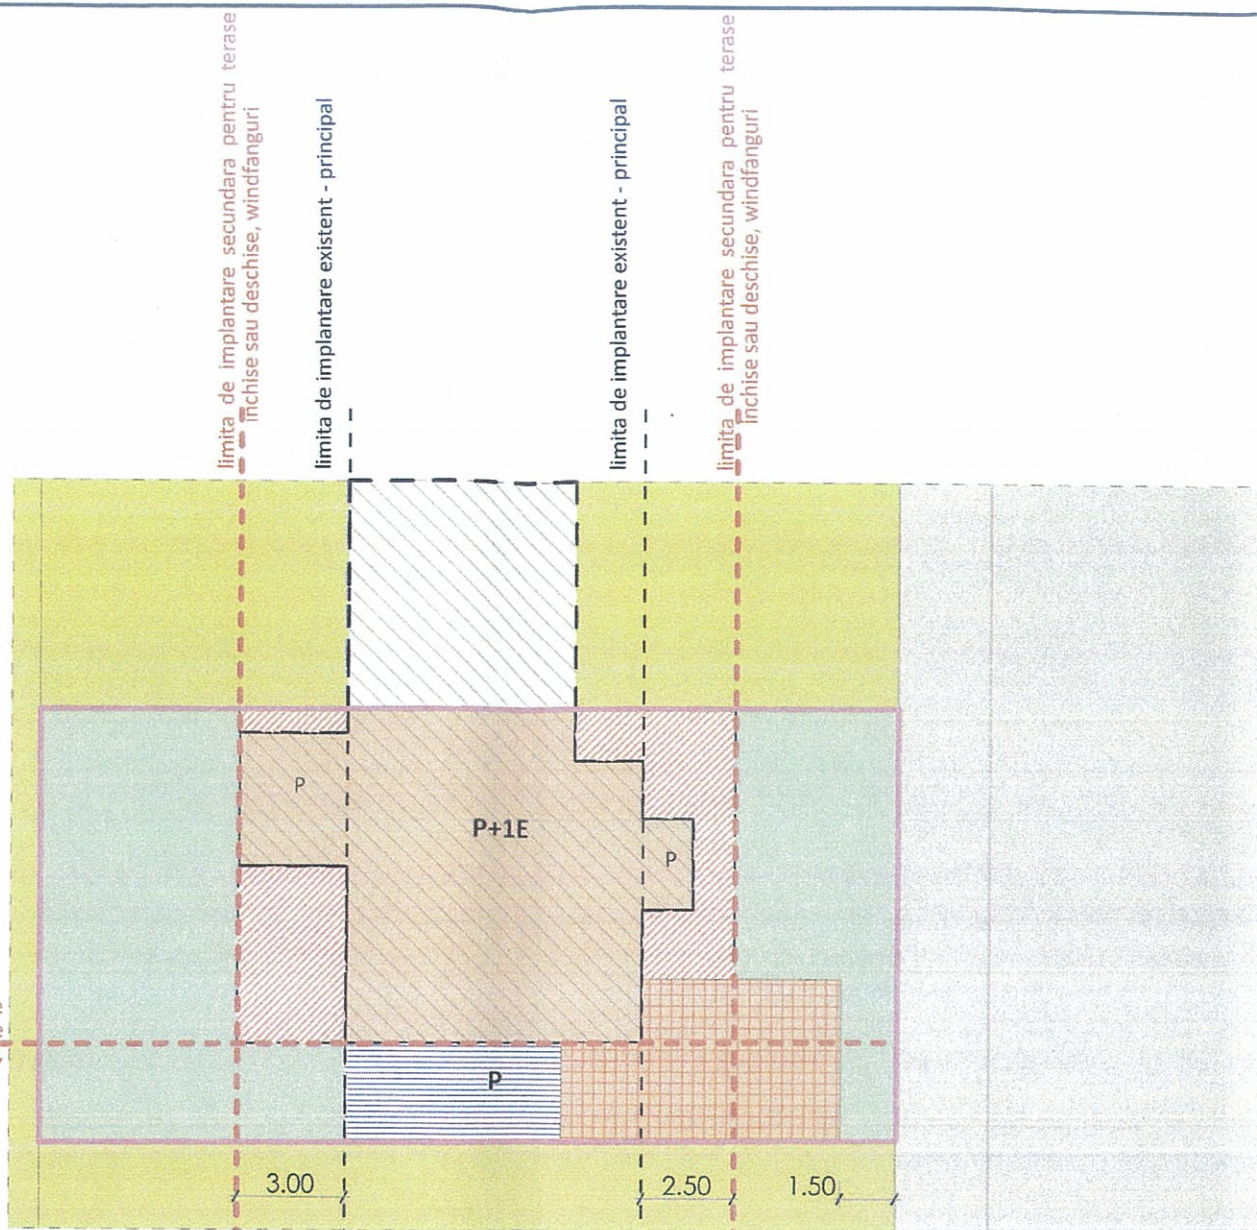 limita de implantare secundara pentru terase
inchise sau deschise, windfanguri
limita de implantare existent - principal
limita de implantare existent - principal
limita de implantare secundara pentru terase
inchise sau deschise, windfanguri
P
P+1E
P
P
3.00
2.50
1.50